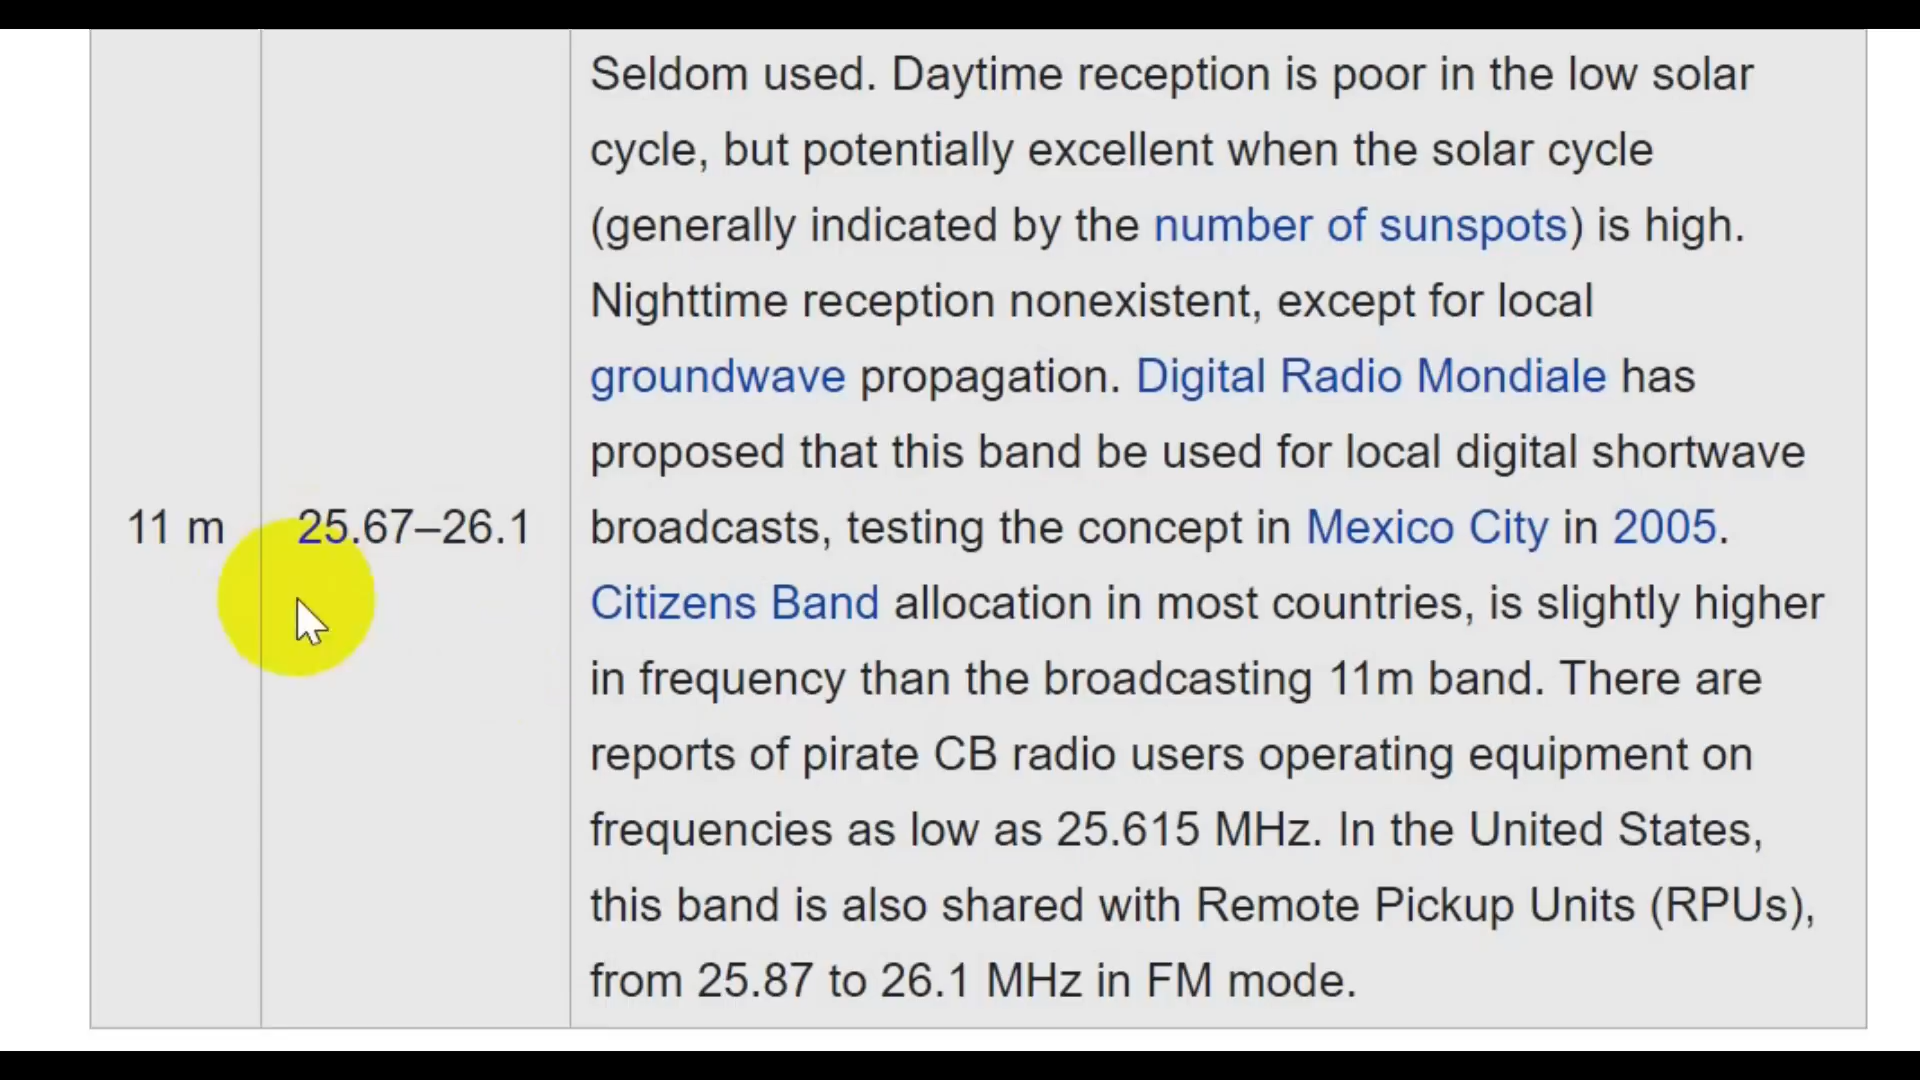 Seldom used. Daytime reception is poor in the low solar
cycle, but potentially excellent when the solar cycle
(generally indicated by the number of sunspots) is high.
Nighttime reception nonexistent, except for local
groundwave propagation. Digital Radio Mondiale has
proposed that this band be used for local digital shortwave
11 m 25.67–26.1 broadcasts, testing the concept in Mexico City in 2005.
Citizens Band allocation in most countries, is slightly higher
in frequency than the broadcasting 11m band. There are
reports of pirate CB radio users operating equipment on
frequencies as low as 25.615 MHz. In the United States,
this band is also shared with Remote Pickup Units (RPUs),
from 25.87 to 26.1 MHz in FM mode.